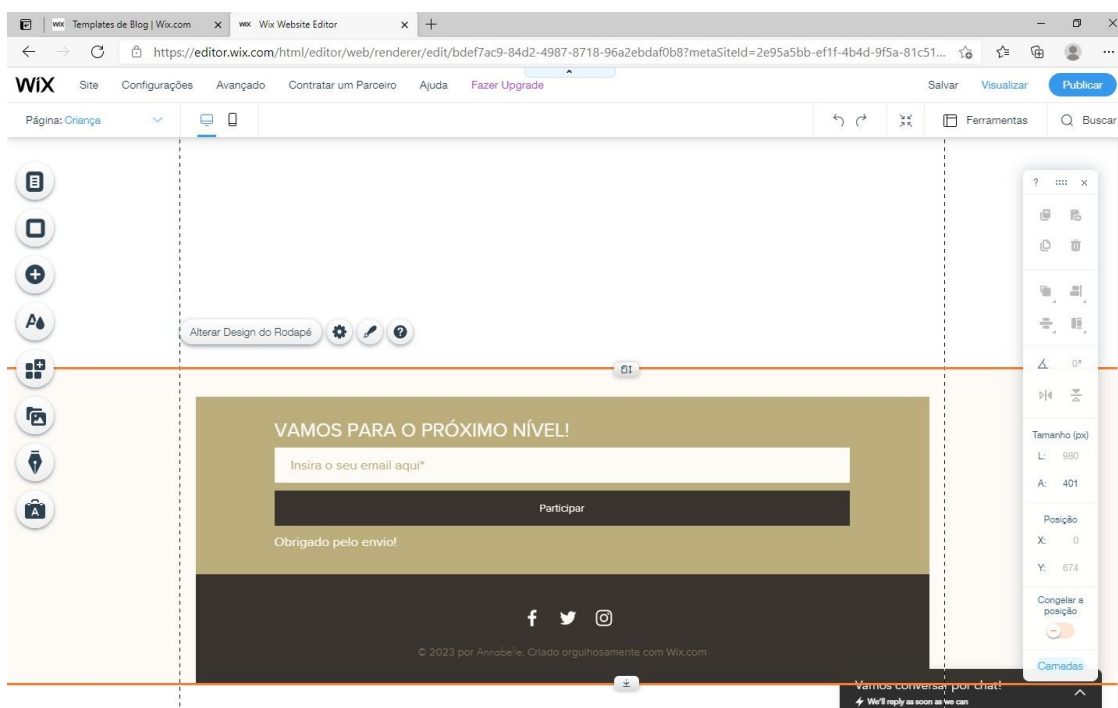 Templates de Blog | Wix.com
Wix Website Editor
https://editor.wix.com/html/editor/web/renderer/edit/bdef7ac9-84d2-4987-8718-96a2ebdaf0b8?metaSiteId=2e95a5bb-ef1f-4b4d-9f5a-81c51...
WiX Site Configurações Avançado Contratar um Parceiro Ajuda Fazer Upgrade Salvar Visualizar Publicar
Página: Criança Ferramentas Buscar
Alterar Design do Rodapé
0°
VAMOS PARA O PRÓXIMO NÍVEL!
Insira o seu email aqui*
Participar
Obrigado pelo envio!
© 2023 por Annabelle. Criado orgulhosamente com Wix.com
Tamanho (px)
L: 980
A: 401
Posição
X: 0
Y: 674
Congelar a
posição
Camadas
Vamos conversar por chat!
We'll reply as soon as we can